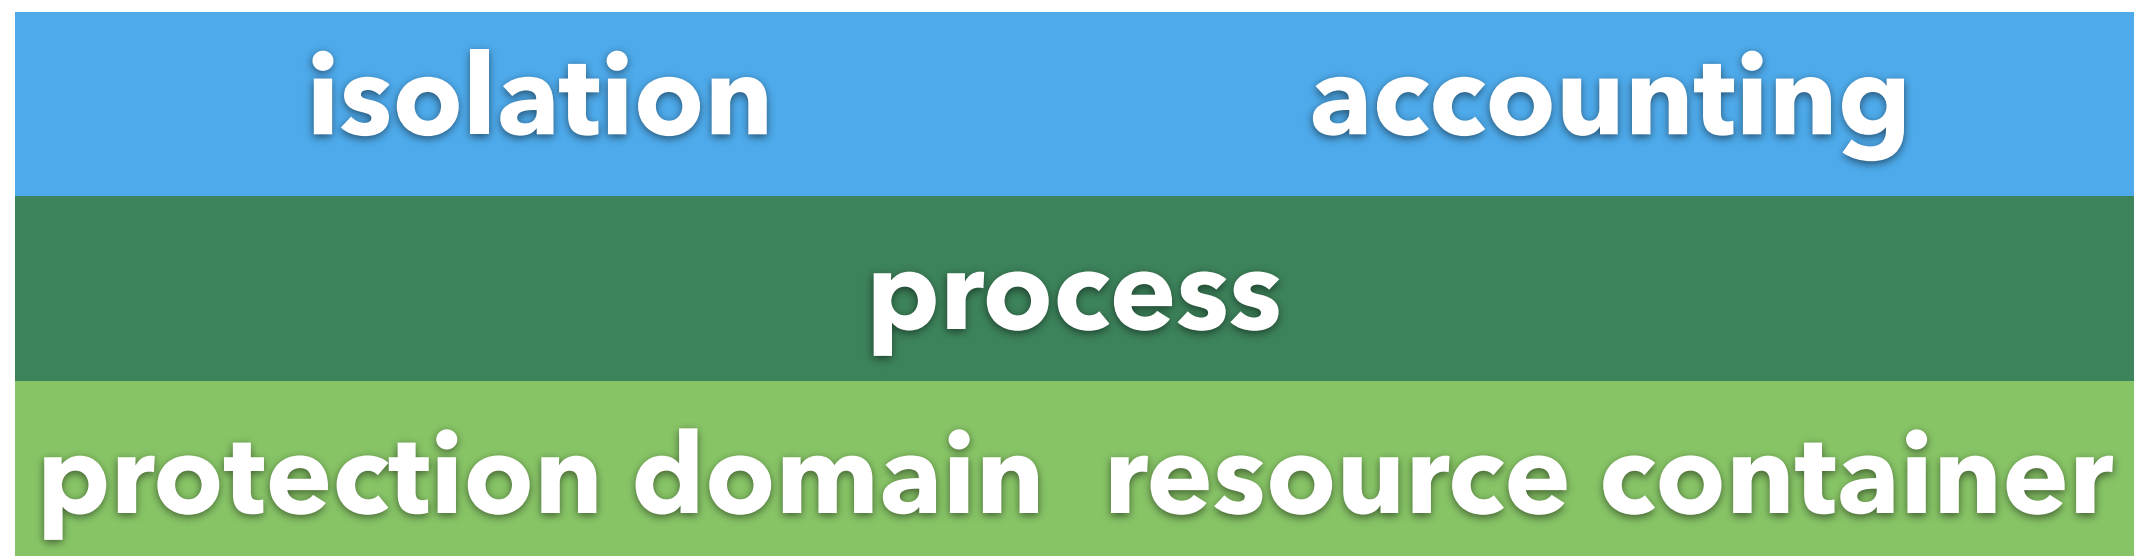 isolation accounting
process
protection domain resource container